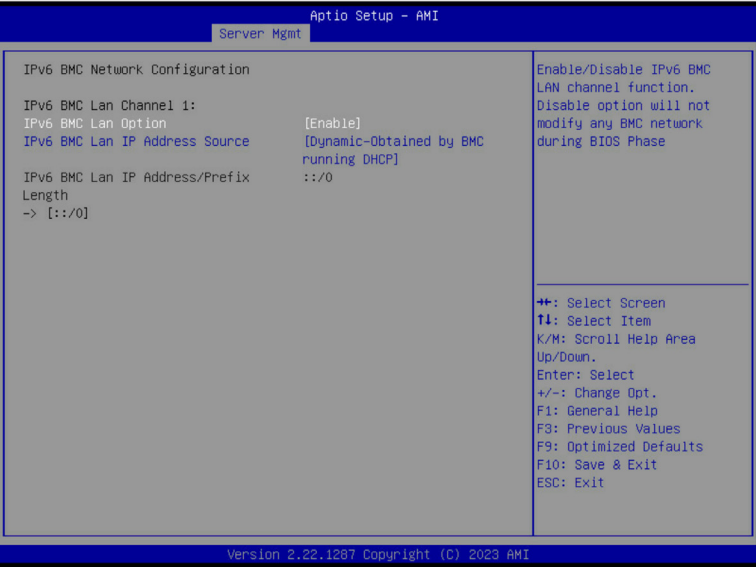 Aptio Setup - AMI
Server Mgmt
IPv6 BMC Network Configuration
IPv6 BMC Lan Channel 1:
IPv6 BMC Lan Option [Enable]
IPv6 BMC Lan IP Address Source [Dynamic-Obtained by BMC
running DHCP]
IPv6 BMC Lan IP Address/Prefix ::/0
Length
-> [::/0]
Enable/Disable IPv6 BMC
LAN channel function.
Disable option will not
modify any BMC network
during BIOS Phase
→←: Select Screen
↑↓: Select Item
K/M: Scroll Help Area
Up/Down.
Enter: Select
+/-: Change Opt.
F1: General Help
F3: Previous Values
F9: Optimized Defaults
F10: Save & Exit
ESC: Exit
Version 2.22.1287 Copyright (C) 2023 AMI